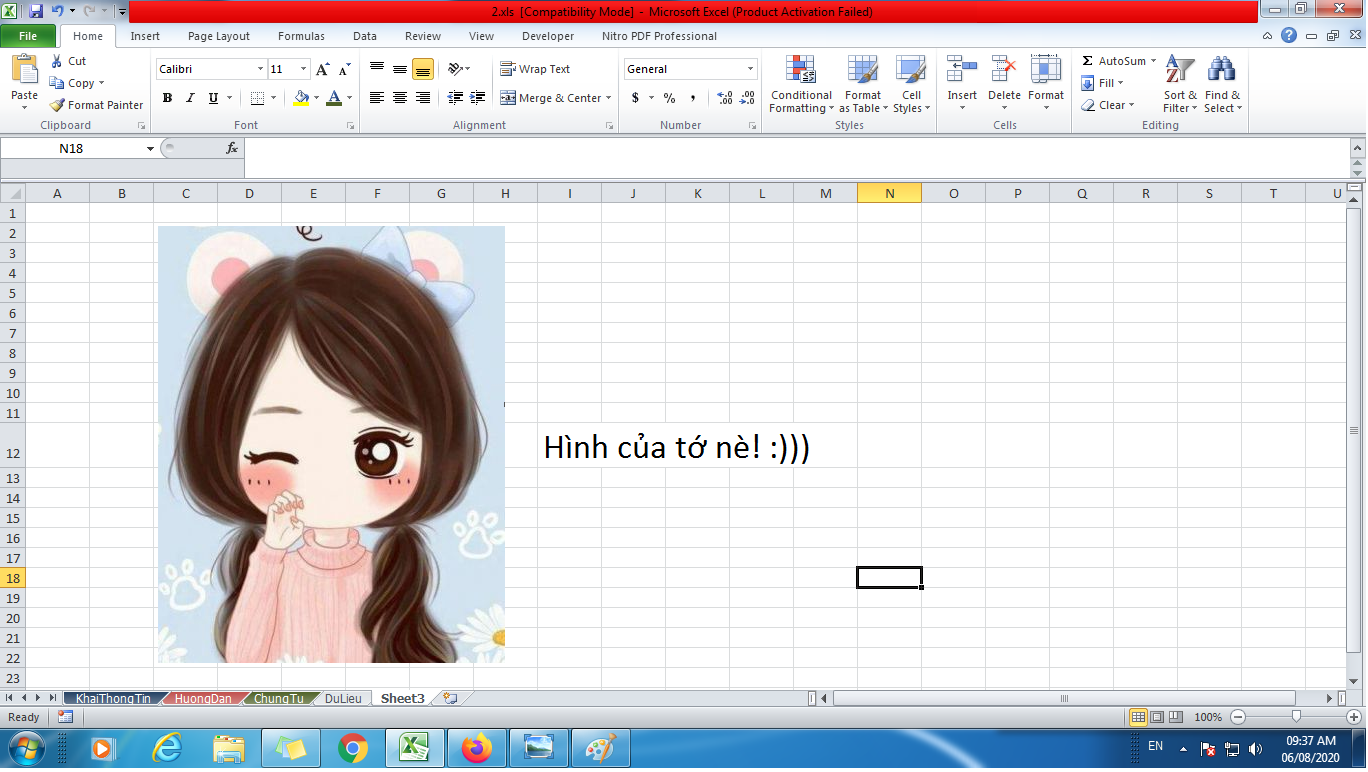 2.xls [Compatibility Mode] - Microsoft Excel (Product Activation Failed)
File Home Insert Page Layout Formulas Data Review View Developer Nitro PDF Professional
Paste
Cut
Copy
Format Painter
Clipboard
Calibri 11
B I U
Font
Wrap Text
Merge & Center
Alignment
General
$ % ,
Number
Conditional Formatting
Format as Table
Cell Styles
Styles
Insert
Delete
Format
Cells
Σ AutoSum
Fill
Clear
Sort & Filter
Find & Select
Editing
N18 fx
A B C D E F G H I J K L M N O P Q R S T U
1
2
3
4
5
6
7
8
9
10
11
12
13
14
15
16
17
18
19
20
21
22
23
Hình của tớ nè! :)))
KhaiThongTin HuongDan ChungTu DuLieu Sheet3
Ready 100%
EN 09:37 AM
06/08/2020